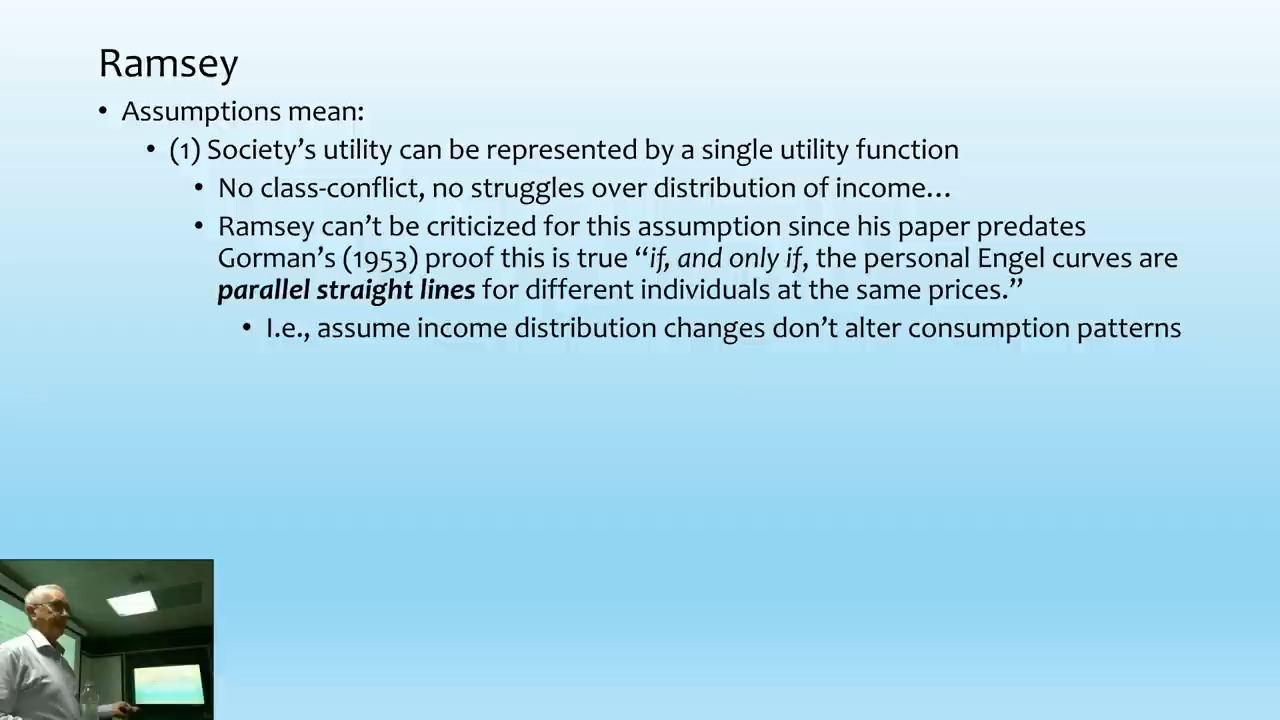 Ramsey
• Assumptions mean:
• (1) Society’s utility can be represented by a single utility function
• No class-conflict, no struggles over distribution of income…
• Ramsey can’t be criticized for this assumption since his paper predates
Gorman’s (1953) proof this is true “if, and only if, the personal Engel curves are
parallel straight lines for different individuals at the same prices.”
• I.e., assume income distribution changes don’t alter consumption patterns